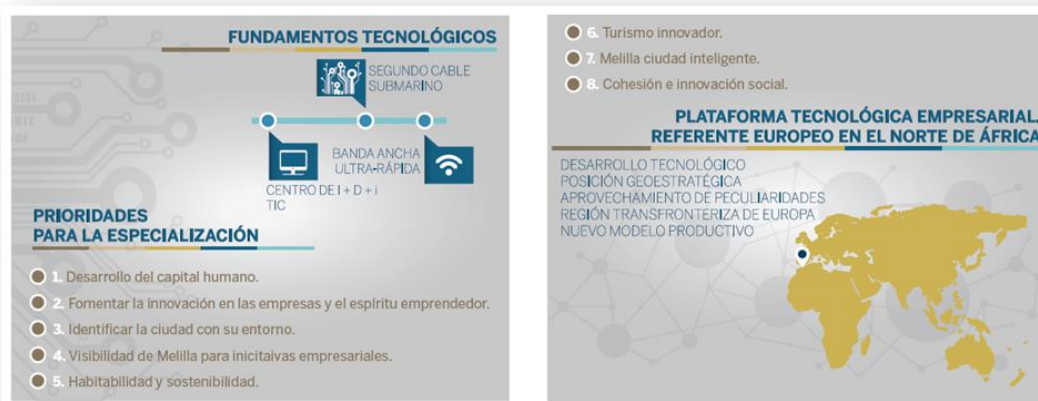 FUNDAMENTOS TECNOLÓGICOS
SEGUNDO CABLE
SUBMARINO
BANDA ANCHA
ULTRA-RÁPIDA
CENTRO DE I + D + i
TIC
PRIORIDADES
PARA LA ESPECIALIZACIÓN
1. Desarrollo del capital humano.
2. Fomentar la innovación en las empresas y el espíritu emprendedor.
3. Identificar la ciudad con su entorno.
4. Visibilidad de Melilla para inicitaivas empresariales.
5. Habitabilidad y sostenibilidad.
6. Turismo innovador.
7. Melilla ciudad inteligente.
8. Cohesión e innovación social.
PLATAFORMA TECNOLÓGICA EMPRESARIAL.
REFERENTE EUROPEO EN EL NORTE DE ÁFRICA
DESARROLLO TECNOLÓGICO
POSICIÓN GEOESTRATÉGICA
APROVECHAMIENTO DE PECULIARIDADES
REGIÓN TRANSFRONTERIZA DE EUROPA
NUEVO MODELO PRODUCTIVO